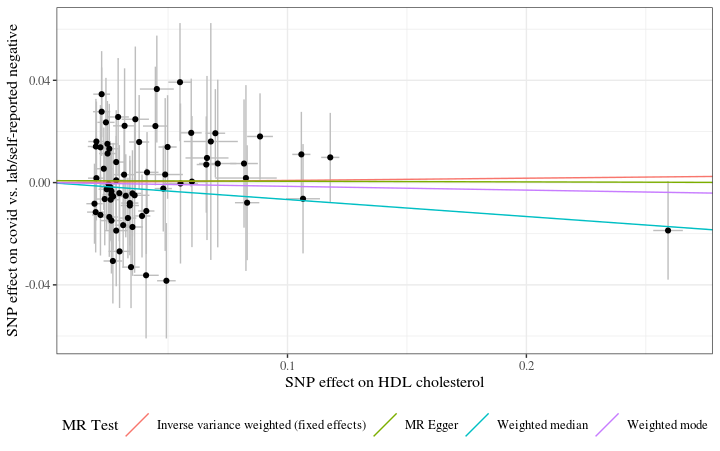 SNP effect on covid vs. lab/self-reported negative
0.04
0.00
-0.04
0.1
0.2
SNP effect on HDL cholesterol
MR Test
Inverse variance weighted (fixed effects)
MR Egger
Weighted median
Weighted mode